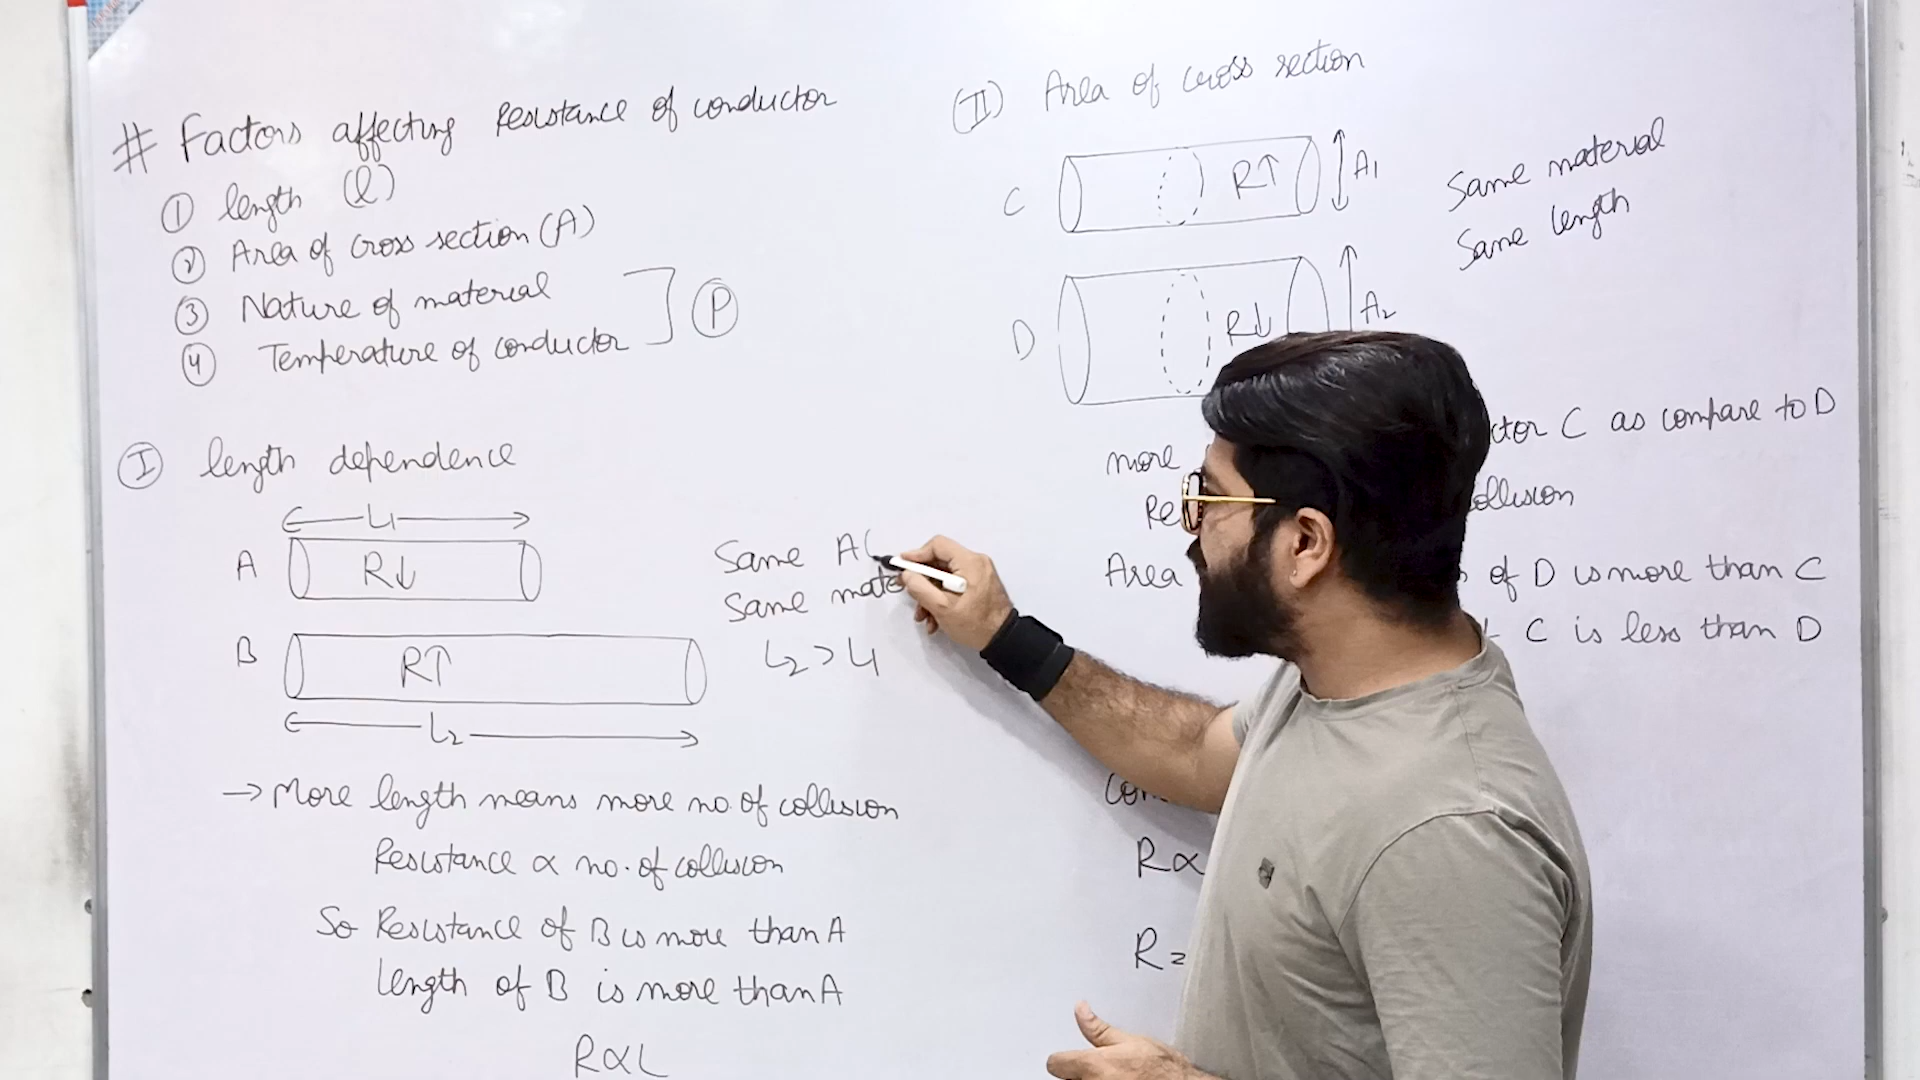 # Factors affecting Resistance of conductor
① length (l)
② Area of cross section (A)
③ Nature of material
④ Temperature of conductor
ρ
Ⓘ length dependence
L1
A R↓
B R↑
L2
Same A
Same mate
L2 > L1
→ More length means more no. of collision
Resistance ∝ no. of collision
So Resistance of B is more than A
length of B is more than A
R ∝ L
(II) Area of cross section
C R↑ A1
D R↓ A2
Same material
Same length
more ctor C as compare to D
Re ollision
Area of D is more than C
C is less than D
R ∝
R =